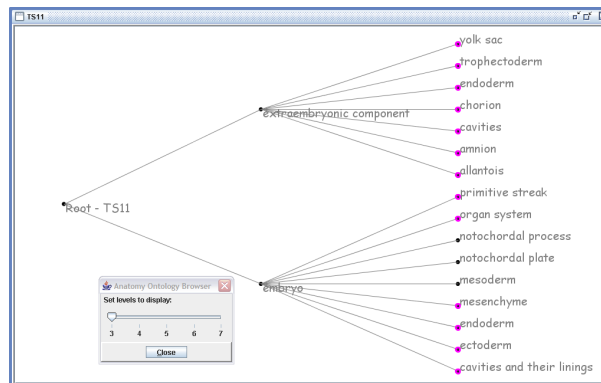 TS11
yolk sac
trophectoderm
endoderm
chorion
extraembryonic component
cavities
amnion
allantois
primitive streak
Root - TS11
organ system
notochordal process
notochordal plate
mesoderm
embryo
mesenchyme
endoderm
ectoderm
cavities and their linings
Anatomy Ontology Browser
Set levels to display:
3 4 5 6 7
Close